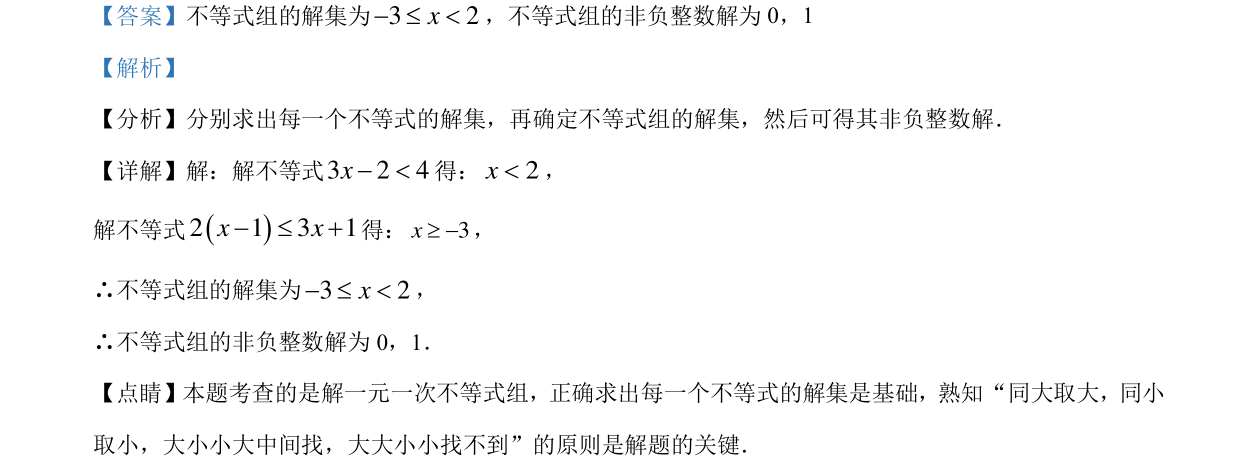 【答案】不等式组的解集为−3≤x<2，不等式组的非负整数解为0，1
【解析】
【分析】分别求出每一个不等式的解集，再确定不等式组的解集，然后可得其非负整数解．
【详解】解：解不等式3x−2<4得：x<2，
解不等式2(x−1)≤3x+1得：x≥−3，
∴不等式组的解集为−3≤x<2，
∴不等式组的非负整数解为0，1．
【点睛】本题考查的是解一元一次不等式组，正确求出每一个不等式的解集是基础，熟知“同大取大，同小
取小，大小小大中间找，大大小小找不到”的原则是解题的关键．